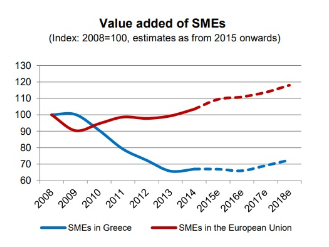 Value added of SMEs
(Index: 2008=100, estimates as from 2015 onwards)
130
120
110
100
90
80
70
60
2008 2009 2010 2011 2012 2013 2014 2015e 2016e 2017e 2018e
SMEs in Greece SMEs in the European Union